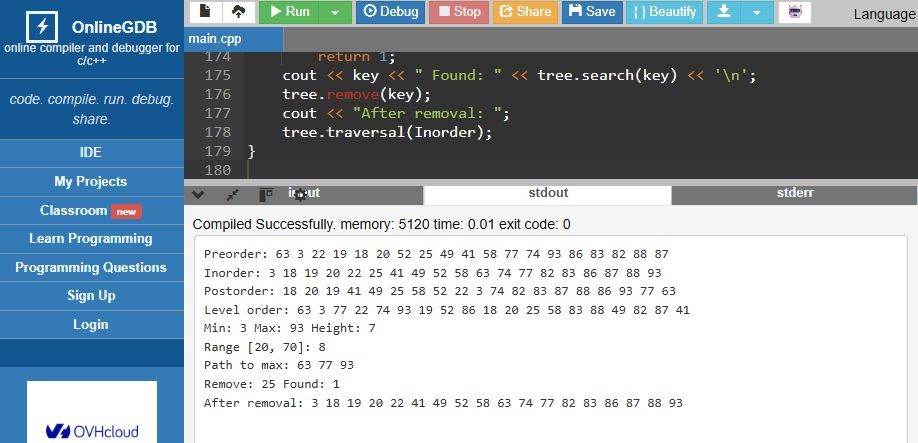 OnlineGDB
online compiler and debugger for
c/c++
code. compile. run. debug.
share.
IDE
My Projects
Classroom new
Learn Programming
Programming Questions
Sign Up
Login
OVHcloud
Run Debug Stop Share Save { } Beautify Language
main.cpp
174 return 1;
175 cout << key << " Found: " << tree.search(key) << '\n';
176 tree.remove(key);
177 cout << "After removal: ";
178 tree.traversal(Inorder);
179 }
180
input stdout stderr
Compiled Successfully. memory: 5120 time: 0.01 exit code: 0
Preorder: 63 3 22 19 18 20 52 25 49 41 58 77 74 93 86 83 82 88 87
Inorder: 3 18 19 20 22 25 41 49 52 58 63 74 77 82 83 86 87 88 93
Postorder: 18 20 19 41 49 25 58 52 22 3 74 82 83 87 88 86 93 77 63
Level order: 63 3 77 22 74 93 19 52 86 18 20 25 58 83 88 49 82 87 41
Min: 3 Max: 93 Height: 7
Range [20, 70]: 8
Path to max: 63 77 93
Remove: 25 Found: 1
After removal: 3 18 19 20 22 41 49 52 58 63 74 77 82 83 86 87 88 93